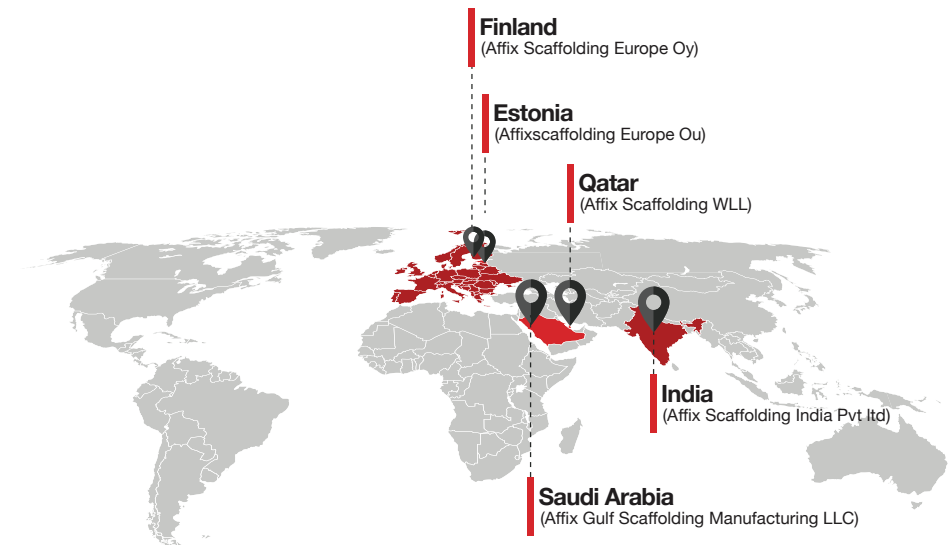 Finland
(Affix Scaffolding Europe Oy)
Estonia
(Affixscaffolding Europe Ou)
Qatar
(Affix Scaffolding WLL)
India
(Affix Scaffolding India Pvt ltd)
Saudi Arabia
(Affix Gulf Scaffolding Manufacturing LLC)